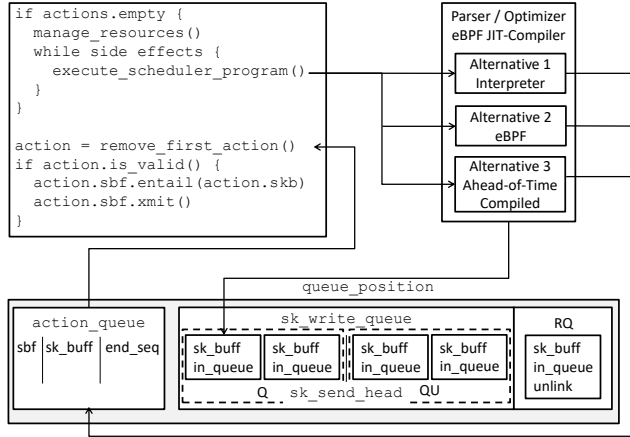 if actions.empty {
manage_resources()
while side effects {
execute_scheduler_program()
}
}
action = remove_first_action()
if action.is_valid() {
action.sbf.entail(action.skb)
action.sbf.xmit()
}
Parser / Optimizer
eBPF JIT-Compiler
Alternative 1
Interpreter
Alternative 2
eBPF
Alternative 3
Ahead-of-Time
Compiled
queue_position
action_queue
sbf sk_buff end_seq
sk_write_queue
sk_buff
in_queue
sk_buff
in_queue
sk_buff
in_queue
sk_buff
in_queue
Q sk_send_head QU
RQ
sk_buff
in_queue
unlink